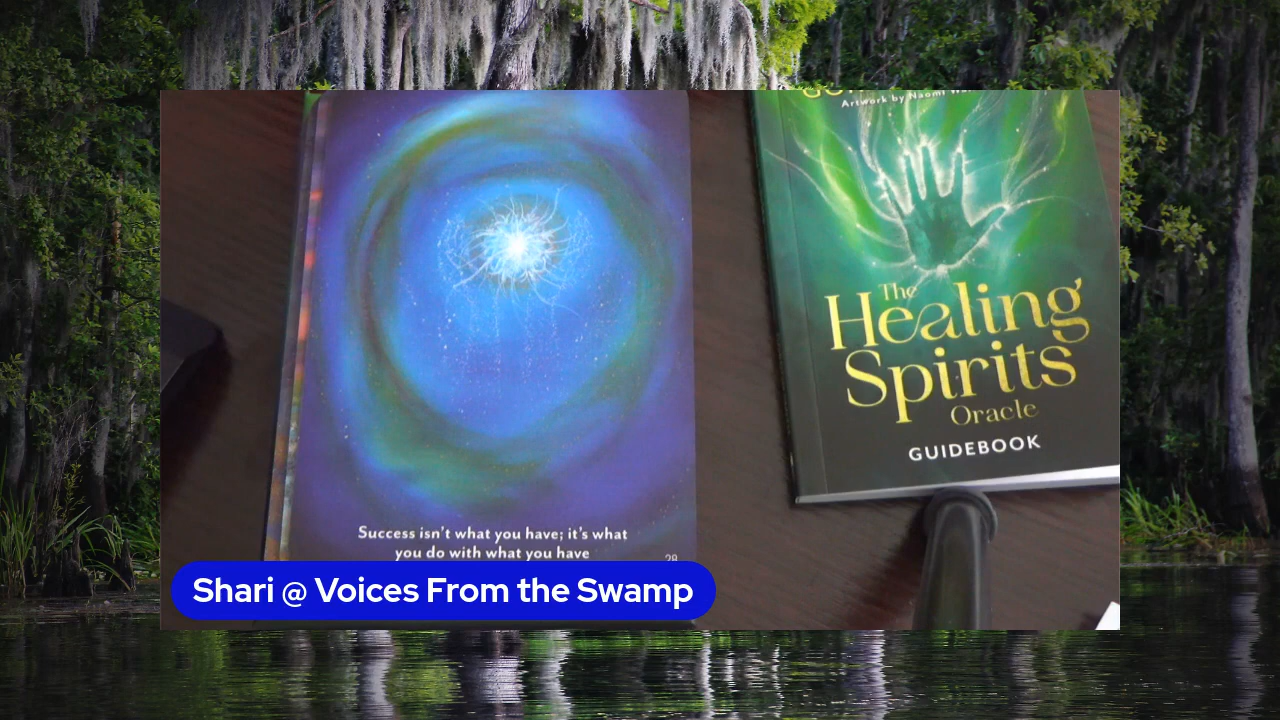 Artwork by Naomi
The
Healing
Spirits
Oracle
GUIDEBOOK
Success isn't what you have; it's what
you do with what you have
28
Shari @ Voices From the Swamp